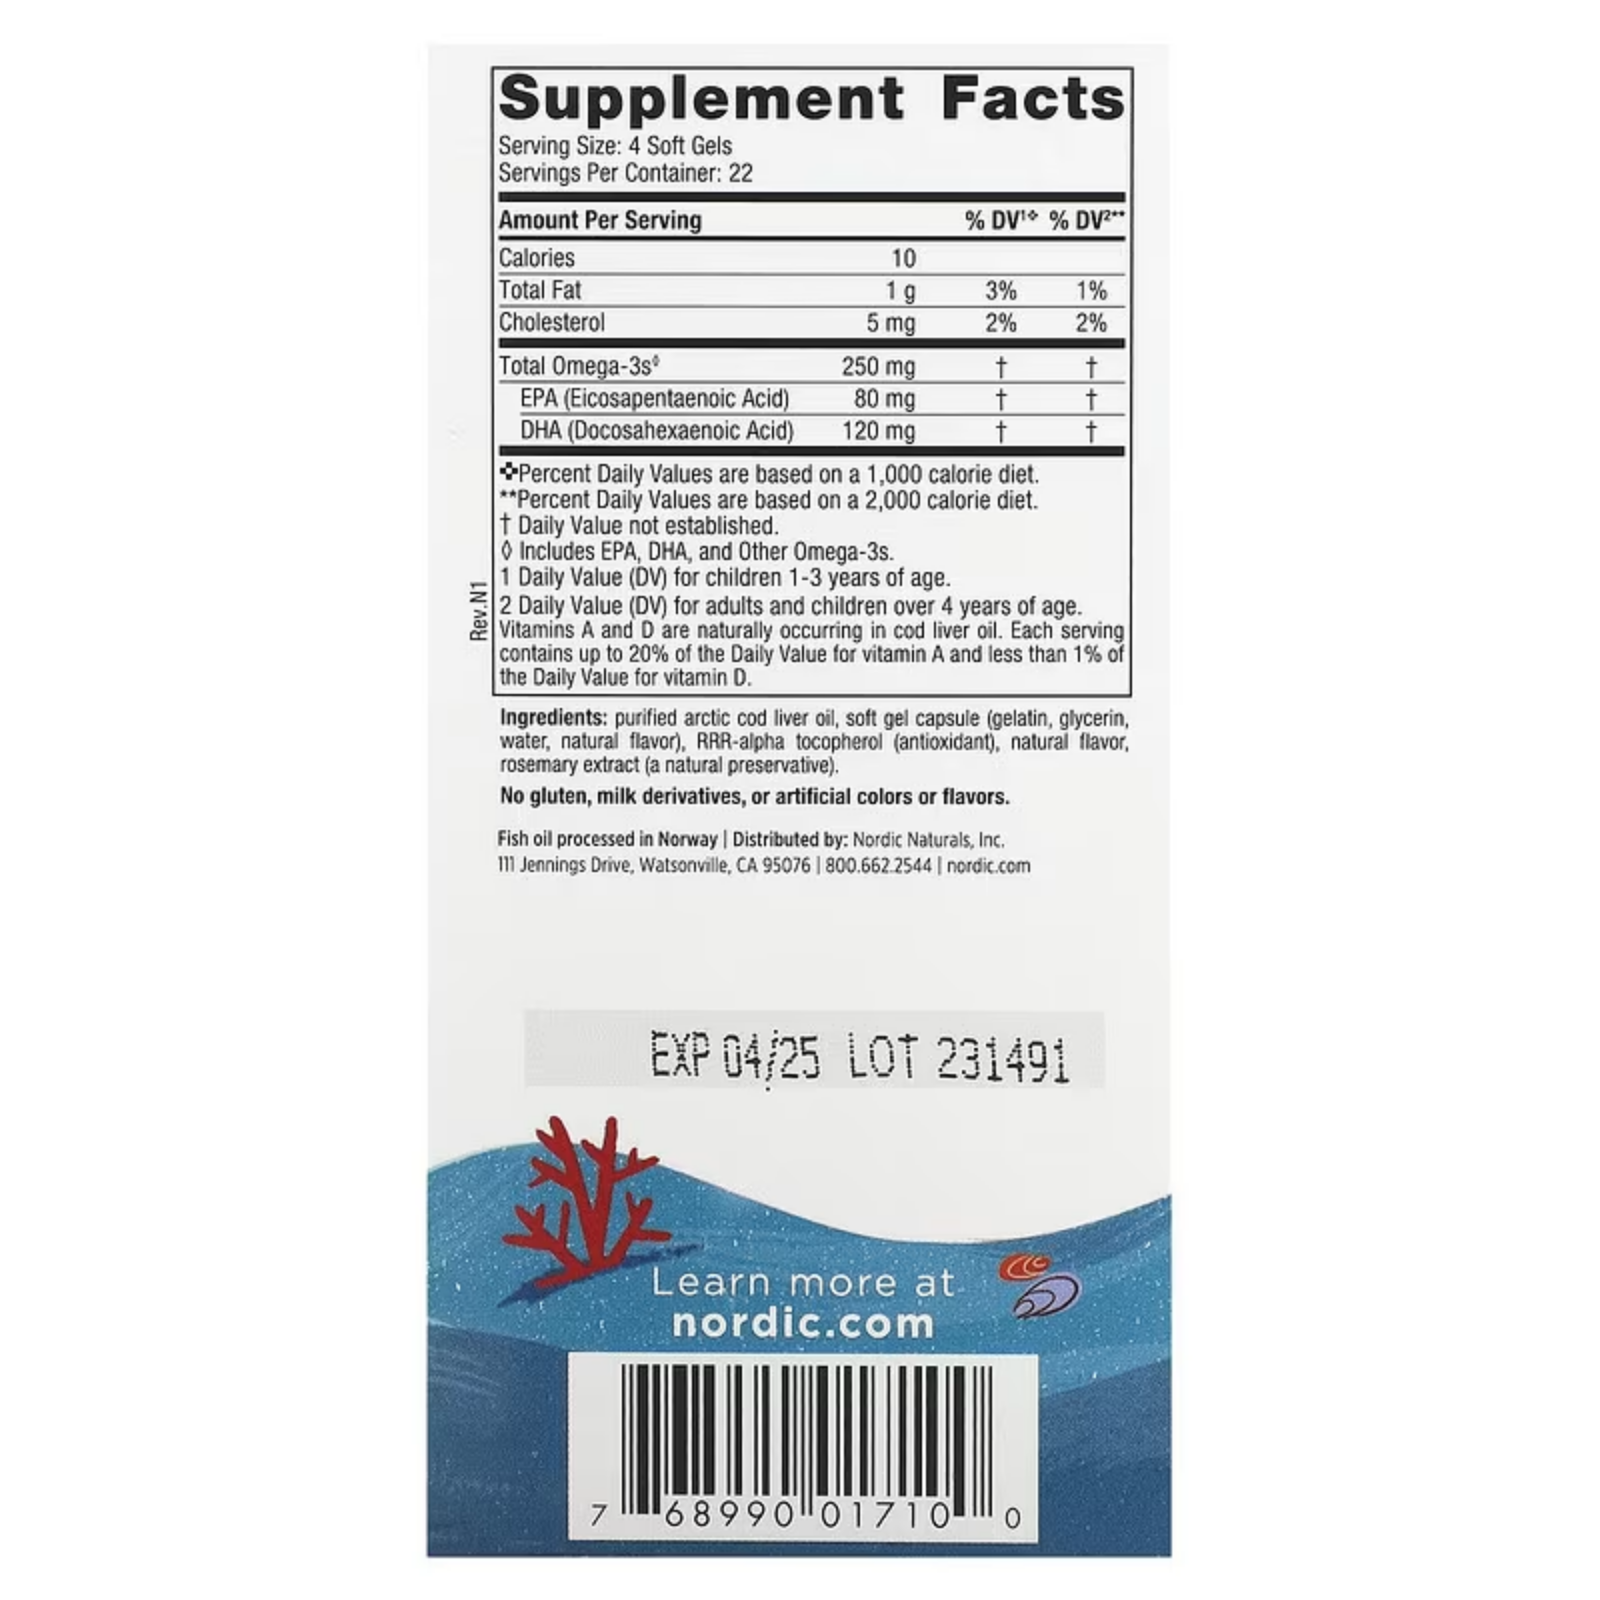 Supplement Facts
Serving Size: 4 Soft Gels
Servings Per Container: 22
Amount Per Serving % DV¹✥ % DV²**
Calories 10
Total Fat 1 g 3% 1%
Cholesterol 5 mg 2% 2%
Total Omega-3s◊ 250 mg † †
EPA (Eicosapentaenoic Acid) 80 mg † †
DHA (Docosahexaenoic Acid) 120 mg † †
✥Percent Daily Values are based on a 1,000 calorie diet.
**Percent Daily Values are based on a 2,000 calorie diet.
† Daily Value not established.
◊ Includes EPA, DHA, and Other Omega-3s.
1 Daily Value (DV) for children 1-3 years of age.
2 Daily Value (DV) for adults and children over 4 years of age.
Vitamins A and D are naturally occurring in cod liver oil. Each serving
contains up to 20% of the Daily Value for vitamin A and less than 1% of
the Daily Value for vitamin D.
Rev.N1
Ingredients: purified arctic cod liver oil, soft gel capsule (gelatin, glycerin,
water, natural flavor), RRR-alpha tocopherol (antioxidant), natural flavor,
rosemary extract (a natural preservative).
No gluten, milk derivatives, or artificial colors or flavors.
Fish oil processed in Norway | Distributed by: Nordic Naturals, Inc.
111 Jennings Drive, Watsonville, CA 95076 | 800.662.2544 | nordic.com
EXP 04/25 LOT 231491
Learn more at
nordic.com
7 68990 01710 0